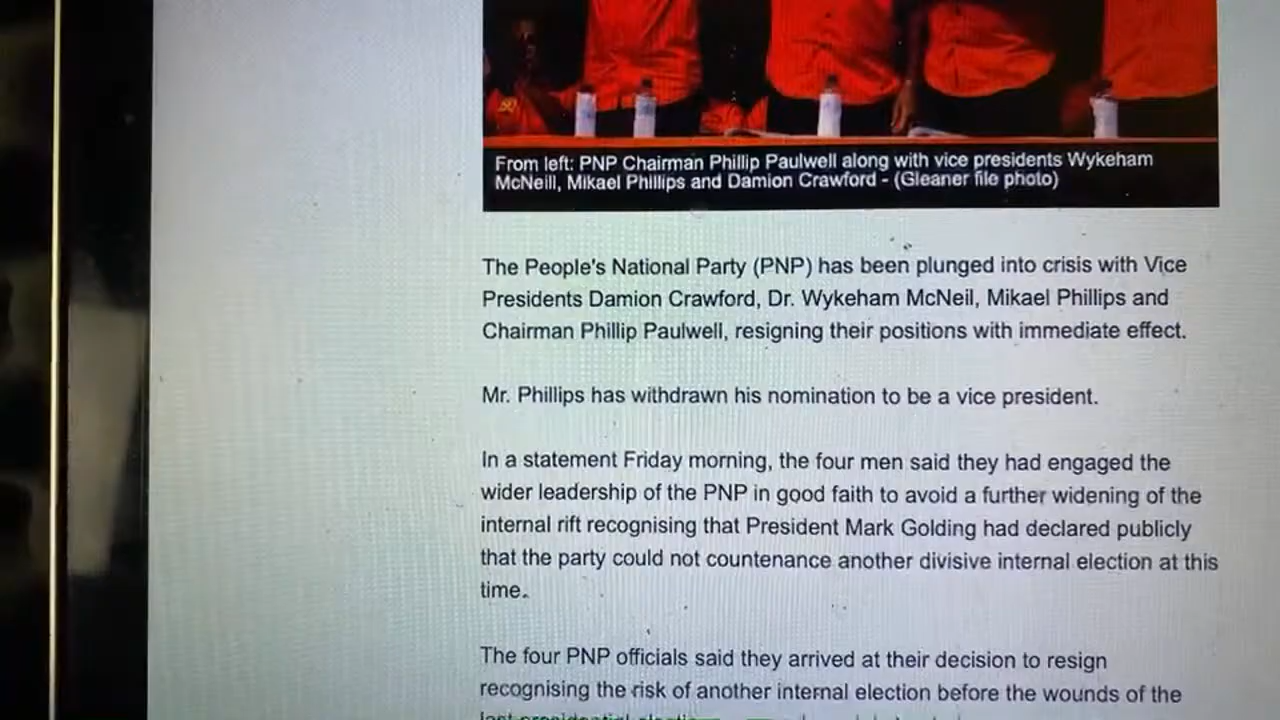 From left: PNP Chairman Phillip Paulwell along with vice presidents Wykeham
McNeill, Mikael Phillips and Damion Crawford - (Gleaner file photo)
The People's National Party (PNP) has been plunged into crisis with Vice
Presidents Damion Crawford, Dr. Wykeham McNeil, Mikael Phillips and
Chairman Phillip Paulwell, resigning their positions with immediate effect.
Mr. Phillips has withdrawn his nomination to be a vice president.
In a statement Friday morning, the four men said they had engaged the
wider leadership of the PNP in good faith to avoid a further widening of the
internal rift recognising that President Mark Golding had declared publicly
that the party could not countenance another divisive internal election at this
time.
The four PNP officials said they arrived at their decision to resign
recognising the risk of another internal election before the wounds of the
last presidential